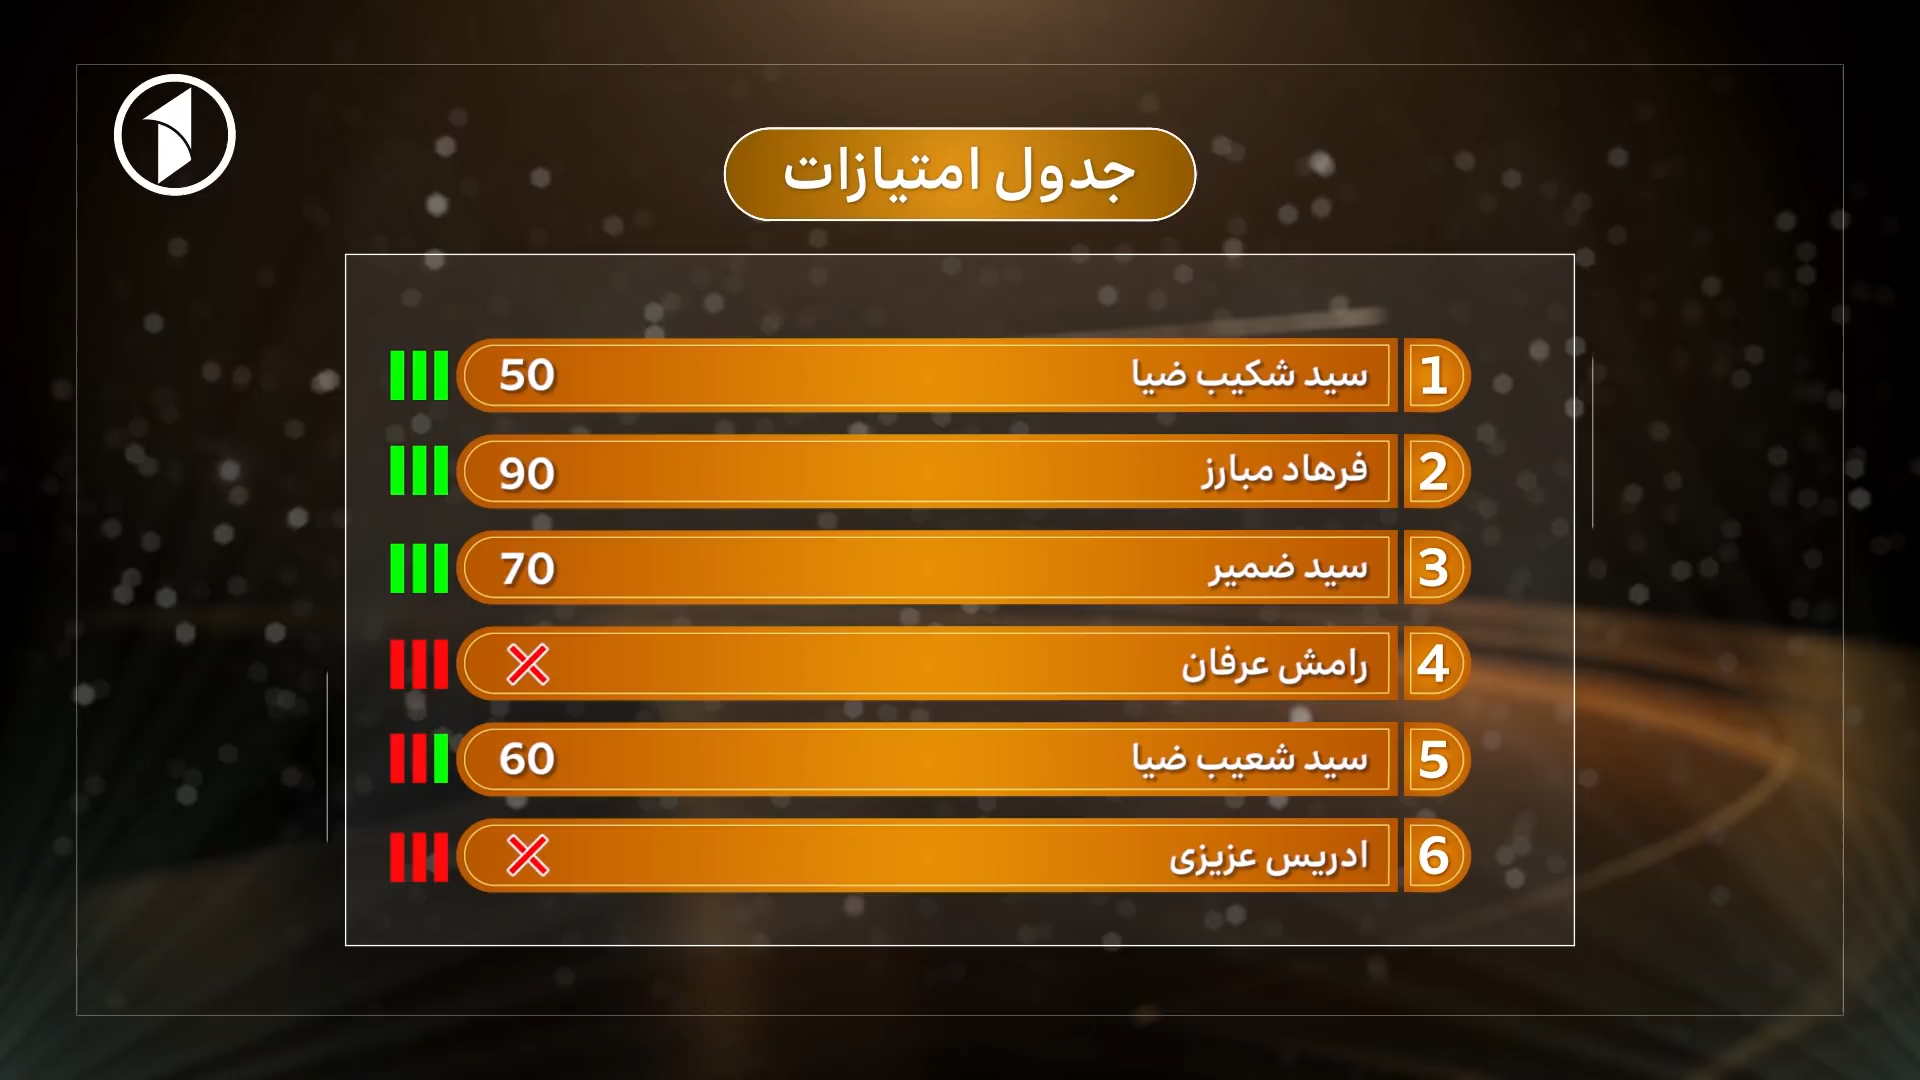 جدول امتیازات
1 سید شکیب ضیا 50
2 فرهاد مبارز 90
3 سید ضمیر 70
4 رامش عرفان
5 سید شعیب ضیا 60
6 ادریس عزیزی